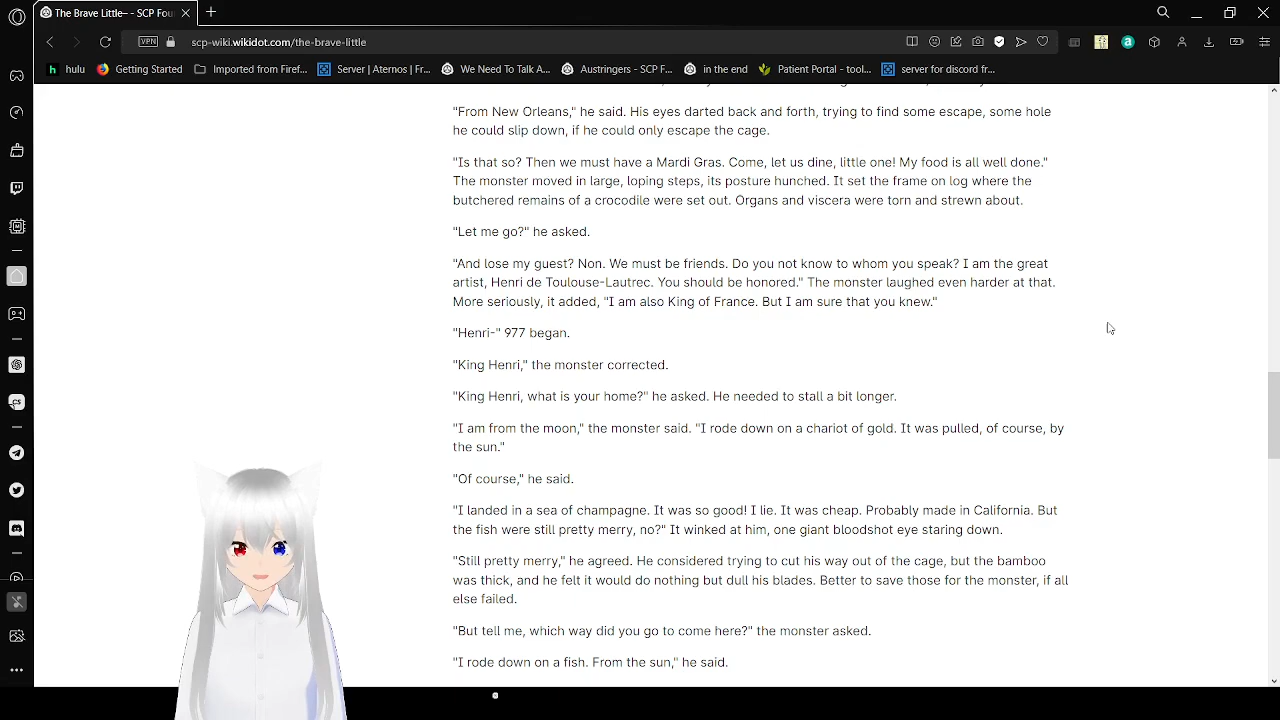 The Brave Little– - SCP Fou
VPN
scp-wiki.wikidot.com/the-brave-little
hulu
Getting Started
Imported from Firef...
Server | Aternos | Fr...
We Need To Talk A...
Austringers - SCP F...
in the end
Patient Portal - tool...
server for discord fr...
"From New Orleans," he said. His eyes darted back and forth, trying to find some escape, some hole
he could slip down, if he could only escape the cage.
"Is that so? Then we must have a Mardi Gras. Come, let us dine, little one! My food is all well done."
The monster moved in large, loping steps, its posture hunched. It set the frame on log where the
butchered remains of a crocodile were set out. Organs and viscera were torn and strewn about.
"Let me go?" he asked.
"And lose my guest? Non. We must be friends. Do you not know to whom you speak? I am the great
artist, Henri de Toulouse-Lautrec. You should be honored." The monster laughed even harder at that.
More seriously, it added, "I am also King of France. But I am sure that you knew."
"Henri-" 977 began.
"King Henri," the monster corrected.
"King Henri, what is your home?" he asked. He needed to stall a bit longer.
"I am from the moon," the monster said. "I rode down on a chariot of gold. It was pulled, of course, by
the sun."
"Of course," he said.
"I landed in a sea of champagne. It was so good! I lie. It was cheap. Probably made in California. But
the fish were still pretty merry, no?" It winked at him, one giant bloodshot eye staring down.
"Still pretty merry," he agreed. He considered trying to cut his way out of the cage, but the bamboo
was thick, and he felt it would do nothing but dull his blades. Better to save those for the monster, if all
else failed.
"But tell me, which way did you go to come here?" the monster asked.
"I rode down on a fish. From the sun," he said.